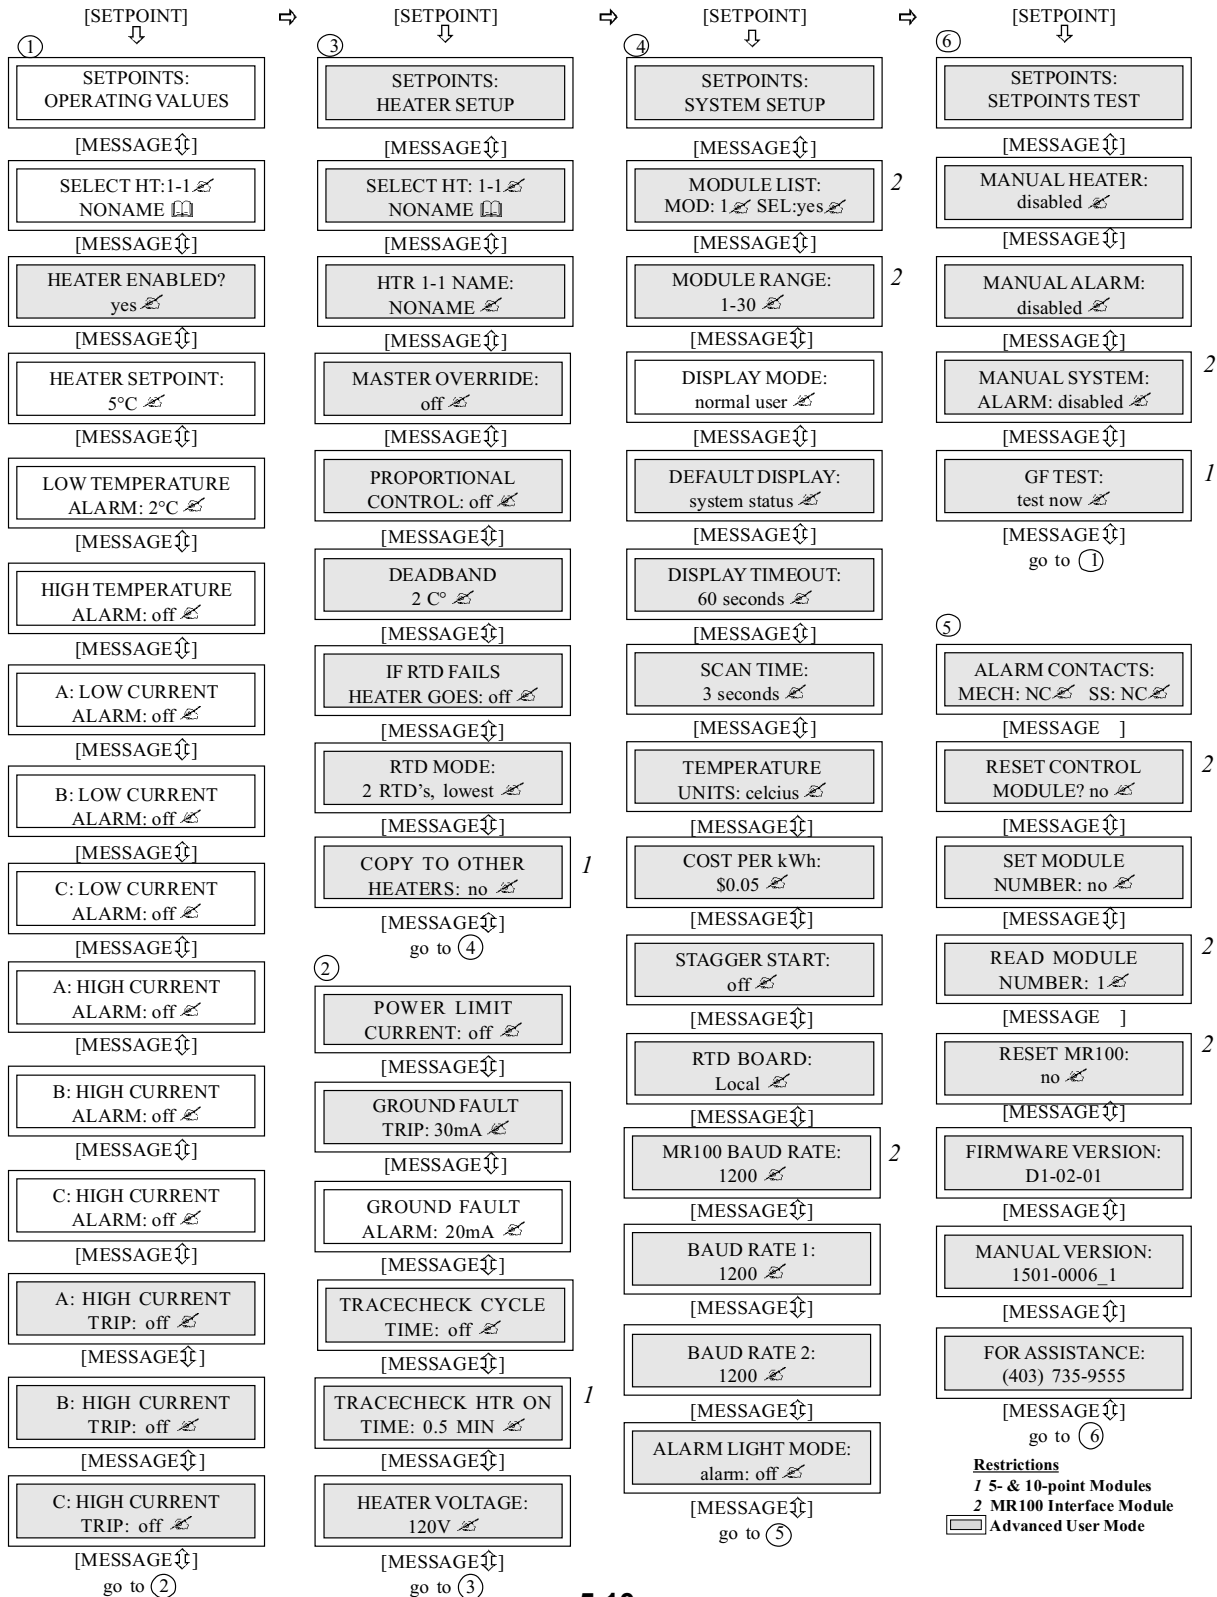 [SETPOINT]
1
SETPOINTS:
OPERATING VALUES
[MESSAGE⇕]
SELECT HT:1-1✍
NONAME 🕮
[MESSAGE⇕]
HEATER ENABLED?
yes ✍
[MESSAGE⇕]
HEATER SETPOINT:
5°C ✍
[MESSAGE⇕]
LOW TEMPERATURE
ALARM: 2°C ✍
[MESSAGE⇕]
HIGH TEMPERATURE
ALARM: off ✍
[MESSAGE⇕]
A: LOW CURRENT
ALARM: off ✍
[MESSAGE⇕]
B: LOW CURRENT
ALARM: off ✍
[MESSAGE⇕]
C: LOW CURRENT
ALARM: off ✍
[MESSAGE⇕]
A: HIGH CURRENT
ALARM: off ✍
[MESSAGE⇕]
B: HIGH CURRENT
ALARM: off ✍
[MESSAGE⇕]
C: HIGH CURRENT
ALARM: off ✍
[MESSAGE⇕]
A: HIGH CURRENT
TRIP: off ✍
[MESSAGE⇕]
B: HIGH CURRENT
TRIP: off ✍
[MESSAGE⇕]
C: HIGH CURRENT
TRIP: off ✍
[MESSAGE⇕]
go to 2
[SETPOINT]
3
SETPOINTS:
HEATER SETUP
[MESSAGE⇕]
SELECT HT: 1-1✍
NONAME 🕮
[MESSAGE⇕]
HTR 1-1 NAME:
NONAME ✍
[MESSAGE⇕]
MASTER OVERRIDE:
off ✍
[MESSAGE⇕]
PROPORTIONAL
CONTROL: off ✍
[MESSAGE⇕]
DEADBAND
2 C° ✍
[MESSAGE⇕]
IF RTD FAILS
HEATER GOES: off ✍
[MESSAGE⇕]
RTD MODE:
2 RTD's, lowest ✍
[MESSAGE⇕]
COPY TO OTHER
HEATERS: no ✍
1
[MESSAGE⇕]
go to 4
2
POWER LIMIT
CURRENT: off ✍
[MESSAGE⇕]
GROUND FAULT
TRIP: 30mA ✍
[MESSAGE⇕]
GROUND FAULT
ALARM: 20mA ✍
[MESSAGE⇕]
TRACECHECK CYCLE
TIME: off ✍
[MESSAGE⇕]
TRACECHECK HTR ON
TIME: 0.5 MIN ✍
1
[MESSAGE⇕]
HEATER VOLTAGE:
120V ✍
[MESSAGE⇕]
go to 3
[SETPOINT]
4
SETPOINTS:
SYSTEM SETUP
[MESSAGE⇕]
MODULE LIST:
MOD: 1✍ SEL:yes✍
2
[MESSAGE⇕]
MODULE RANGE:
1-30 ✍
2
[MESSAGE⇕]
DISPLAY MODE:
normal user ✍
[MESSAGE⇕]
DEFAULT DISPLAY:
system status ✍
[MESSAGE⇕]
DISPLAY TIMEOUT:
60 seconds ✍
[MESSAGE⇕]
SCAN TIME:
3 seconds ✍
[MESSAGE⇕]
TEMPERATURE
UNITS: celcius ✍
[MESSAGE⇕]
COST PER kWh:
$0.05 ✍
[MESSAGE⇕]
STAGGER START:
off ✍
[MESSAGE⇕]
RTD BOARD:
Local ✍
[MESSAGE⇕]
MR100 BAUD RATE:
1200 ✍
2
[MESSAGE⇕]
BAUD RATE 1:
1200 ✍
[MESSAGE⇕]
BAUD RATE 2:
1200 ✍
[MESSAGE⇕]
ALARM LIGHT MODE:
alarm: off ✍
[MESSAGE⇕]
go to 5
[SETPOINT]
6
SETPOINTS:
SETPOINTS TEST
[MESSAGE⇕]
MANUAL HEATER:
disabled ✍
[MESSAGE⇕]
MANUAL ALARM:
disabled ✍
[MESSAGE⇕]
MANUAL SYSTEM:
ALARM: disabled ✍
2
[MESSAGE⇕]
GF TEST:
test now ✍
1
[MESSAGE⇕]
go to 1
5
ALARM CONTACTS:
MECH: NC✍ SS: NC✍
[MESSAGE ]
RESET CONTROL
MODULE? no ✍
2
[MESSAGE⇕]
SET MODULE
NUMBER: no ✍
[MESSAGE⇕]
READ MODULE
NUMBER: 1✍
2
[MESSAGE ]
RESET MR100:
no ✍
2
[MESSAGE⇕]
FIRMWARE VERSION:
D1-02-01
[MESSAGE⇕]
MANUAL VERSION:
1501-0006_1
[MESSAGE⇕]
FOR ASSISTANCE:
(403) 735-9555
[MESSAGE⇕]
go to 6
Restrictions
1 5- & 10-point Modules
2 MR100 Interface Module
Advanced User Mode